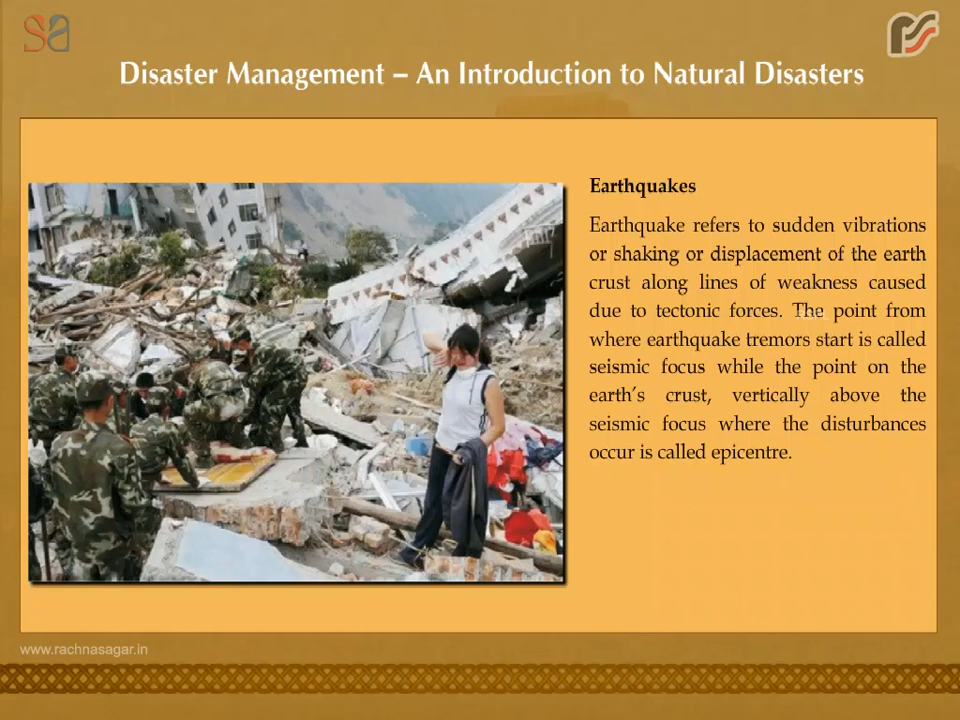 Disaster Management – An Introduction to Natural Disasters
Earthquakes
Earthquake refers to sudden vibrations
or shaking or displacement of the earth
crust along lines of weakness caused
due to tectonic forces. The point from
where earthquake tremors start is called
seismic focus while the point on the
earth's crust, vertically above the
seismic focus where the disturbances
occur is called epicentre.
www.rachnasagar.in